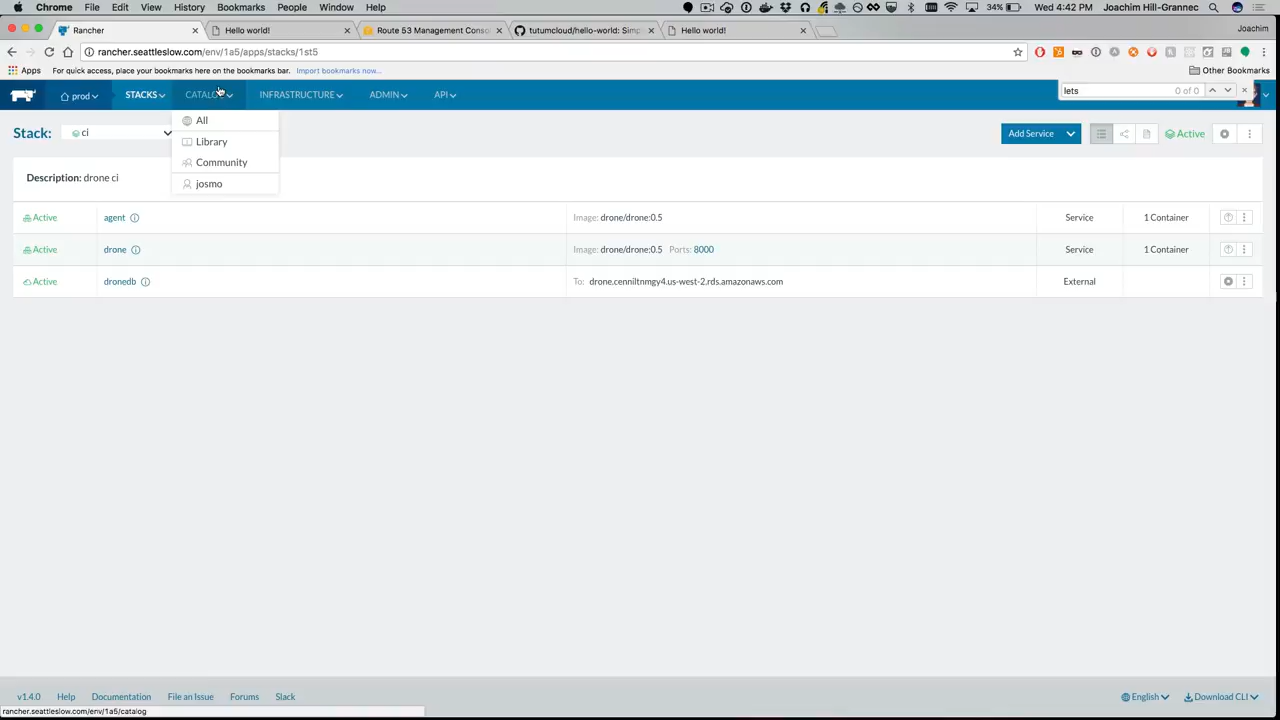 Chrome File Edit View History Bookmarks People Window Help 34% Wed 4:42 PM Joachim Hill-Grannec
Rancher Hello world! Route 53 Management Conso tutumcloud/hello-world: Simp Hello world! Joachim
rancher.seattleslow.com/env/1a5/apps/stacks/1st5
Apps For quick access, place your bookmarks here on the bookmarks bar. Import bookmarks now... Other Bookmarks
lets 0 of 0
prod STACKS CATALOG INFRASTRUCTURE ADMIN API
All
Library
Community
josmo
Stack: ci Add Service Active
Description: drone ci
Active agent Image: drone/drone:0.5 Service 1 Container
Active drone Image: drone/drone:0.5 Ports: 8000 Service 1 Container
Active dronedb To: drone.cenniltnmgy4.us-west-2.rds.amazonaws.com External
v1.4.0 Help Documentation File an Issue Forums Slack English Download CLI
rancher.seattleslow.com/env/1a5/catalog